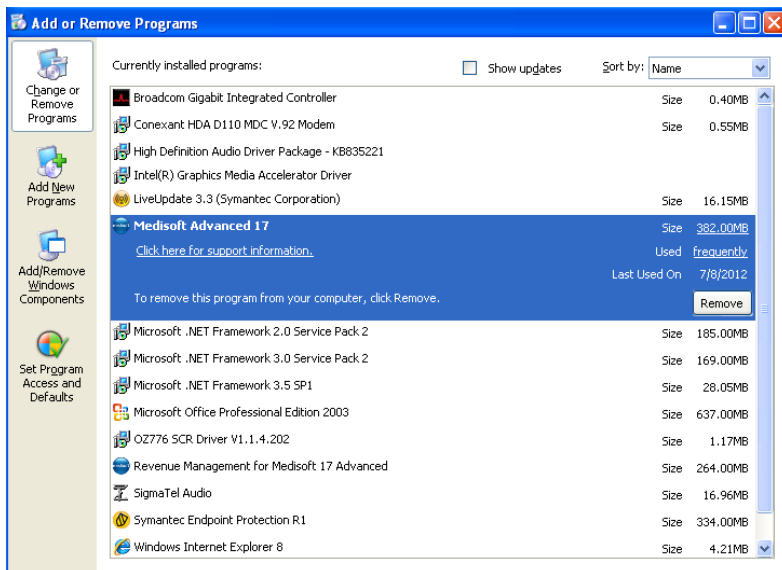 Add or Remove Programs
Change or
Remove
Programs
Add New
Programs
Add/Remove
Windows
Components
Set Program
Access and
Defaults
Currently installed programs:
Show updates
Sort by: Name
Broadcom Gigabit Integrated Controller Size 0.40MB
Conexant HDA D110 MDC V.92 Modem Size 0.55MB
High Definition Audio Driver Package - KB835221
Intel(R) Graphics Media Accelerator Driver
LiveUpdate 3.3 (Symantec Corporation) Size 16.15MB
Medisoft Advanced 17 Size 382.00MB
Click here for support information. Used frequently
Last Used On 7/8/2012
To remove this program from your computer, click Remove. Remove
Microsoft .NET Framework 2.0 Service Pack 2 Size 185.00MB
Microsoft .NET Framework 3.0 Service Pack 2 Size 169.00MB
Microsoft .NET Framework 3.5 SP1 Size 28.05MB
Microsoft Office Professional Edition 2003 Size 637.00MB
OZ776 SCR Driver V1.1.4.202 Size 1.17MB
Revenue Management for Medisoft 17 Advanced Size 264.00MB
SigmaTel Audio Size 16.96MB
Symantec Endpoint Protection R1 Size 334.00MB
Windows Internet Explorer 8 Size 4.21MB